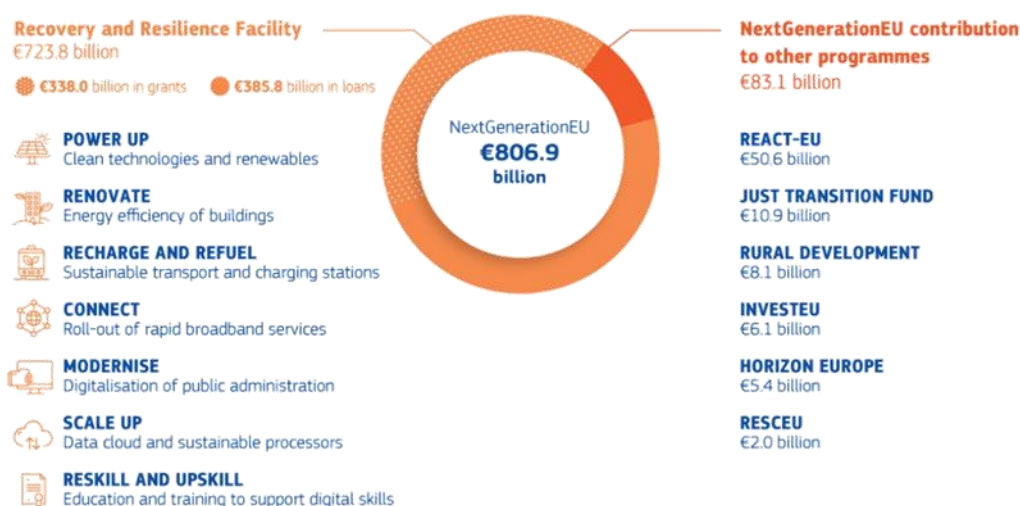 Recovery and Resilience Facility
€723.8 billion
€338.0 billion in grants
€385.8 billion in loans
POWER UP
Clean technologies and renewables
RENOVATE
Energy efficiency of buildings
RECHARGE AND REFUEL
Sustainable transport and charging stations
CONNECT
Roll-out of rapid broadband services
MODERNISE
Digitalisation of public administration
SCALE UP
Data cloud and sustainable processors
RESKILL AND UPSKILL
Education and training to support digital skills
NextGenerationEU
€806.9
billion
NextGenerationEU contribution
to other programmes
€83.1 billion
REACT-EU
€50.6 billion
JUST TRANSITION FUND
€10.9 billion
RURAL DEVELOPMENT
€8.1 billion
INVESTEU
€6.1 billion
HORIZON EUROPE
€5.4 billion
RESCEU
€2.0 billion